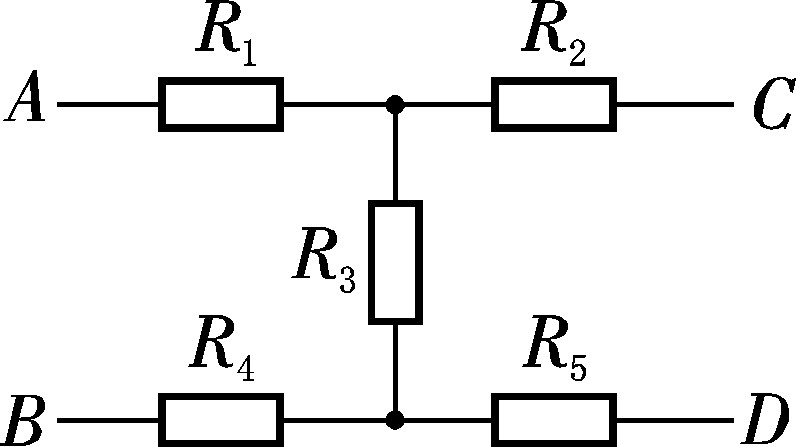 R₁ R₂
A C
R₃
R₄ R₅
B D